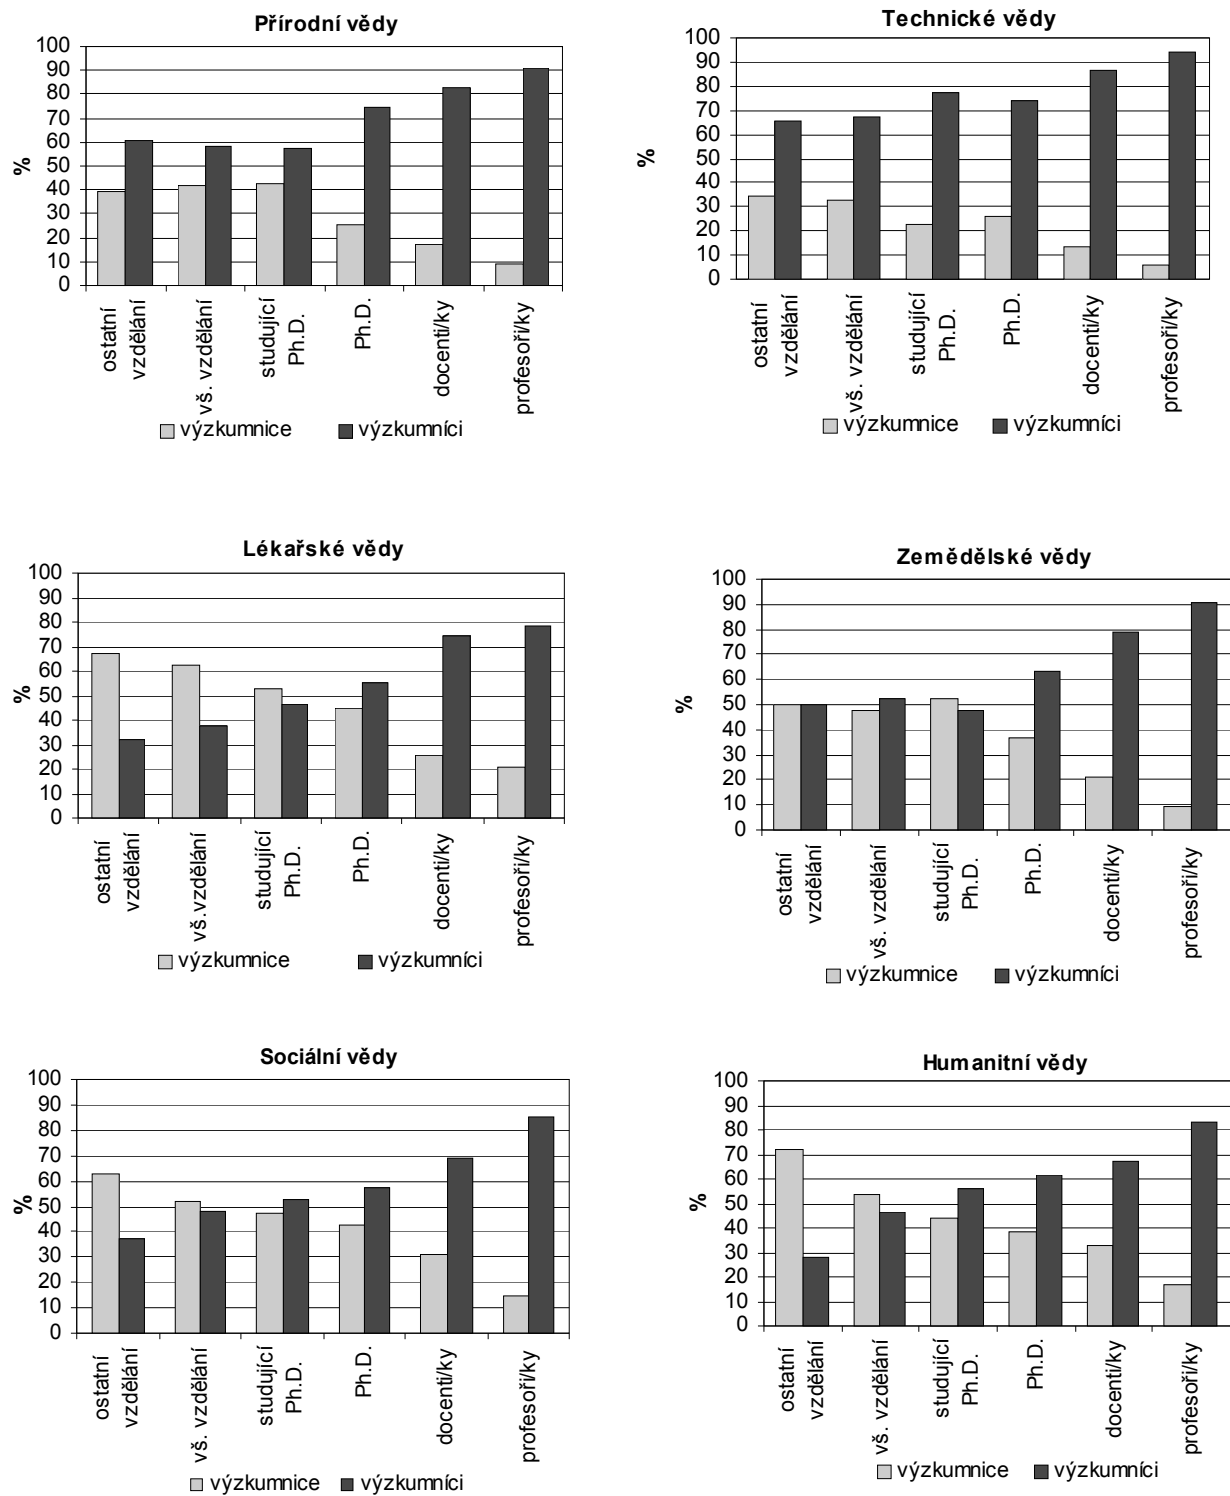 Přírodní vědy
100
90
80
70
60
50
40
30
20
10
0
%
ostatní
vzdělání
vš. vzdělání
studující
Ph.D.
Ph.D.
docenti/ky
profesoři/ky
výzkumnice
výzkumníci
Technické vědy
100
90
80
70
60
50
40
30
20
10
0
%
ostatní
vzdělání
vš. vzdělání
studující
Ph.D.
Ph.D.
docenti/ky
profesoři/ky
výzkumnice
výzkumníci
Lékařské vědy
100
90
80
70
60
50
40
30
20
10
0
%
ostatní
vzdělání
vš.vzdělání
studující
Ph.D.
Ph.D.
docenti/ky
profesoři/ky
výzkumnice
výzkumníci
Zemědělské vědy
100
90
80
70
60
50
40
30
20
10
0
%
ostatní
vzdělání
vš. vzdělání
studující
Ph.D.
Ph.D.
docenti/ky
profesoři/ky
výzkumnice
výzkumníci
Sociální vědy
100
90
80
70
60
50
40
30
20
10
0
%
ostatní
vzdělání
vš. vzdělání
studující
Ph.D.
Ph.D.
docenti/ky
profesoři/ky
výzkumnice
výzkumníci
Humanitní vědy
100
90
80
70
60
50
40
30
20
10
0
%
ostatní
vzdělání
vš. vzdělání
studující
Ph.D.
Ph.D.
docenti/ky
profesoři/ky
výzkumnice
výzkumníci